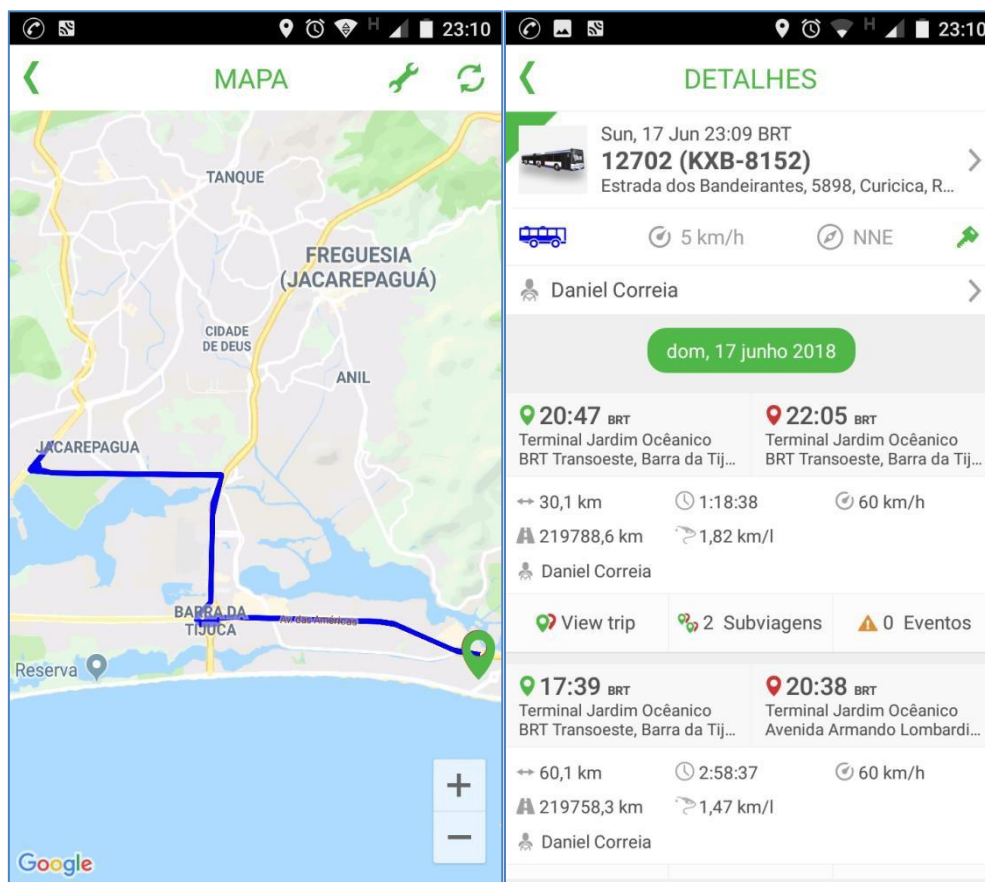 H 23:10
MAPA
TANQUE
FREGUESIA
(JACAREPAGUÁ)
CIDADE
DE DEUS
ANIL
JACAREPAGUA
BARRA DA
TIJUCA
Av. das Américas
Reserva
+
−
Google
H 23:10
DETALHES
Sun, 17 Jun 23:09 BRT
12702 (KXB-8152)
Estrada dos Bandeirantes, 5898, Curicica, R...
5 km/h NNE
Daniel Correia
dom, 17 junho 2018
20:47 BRT
Terminal Jardim Ocêanico
BRT Transoeste, Barra da Tij...
22:05 BRT
Terminal Jardim Ocêanico
BRT Transoeste, Barra da Tij...
30,1 km 1:18:38 60 km/h
219788,6 km 1,82 km/l
Daniel Correia
View trip 2 Subviagens 0 Eventos
17:39 BRT
Terminal Jardim Ocêanico
BRT Transoeste, Barra da Tij...
20:38 BRT
Terminal Jardim Ocêanico
Avenida Armando Lombardi...
60,1 km 2:58:37 60 km/h
219758,3 km 1,47 km/l
Daniel Correia